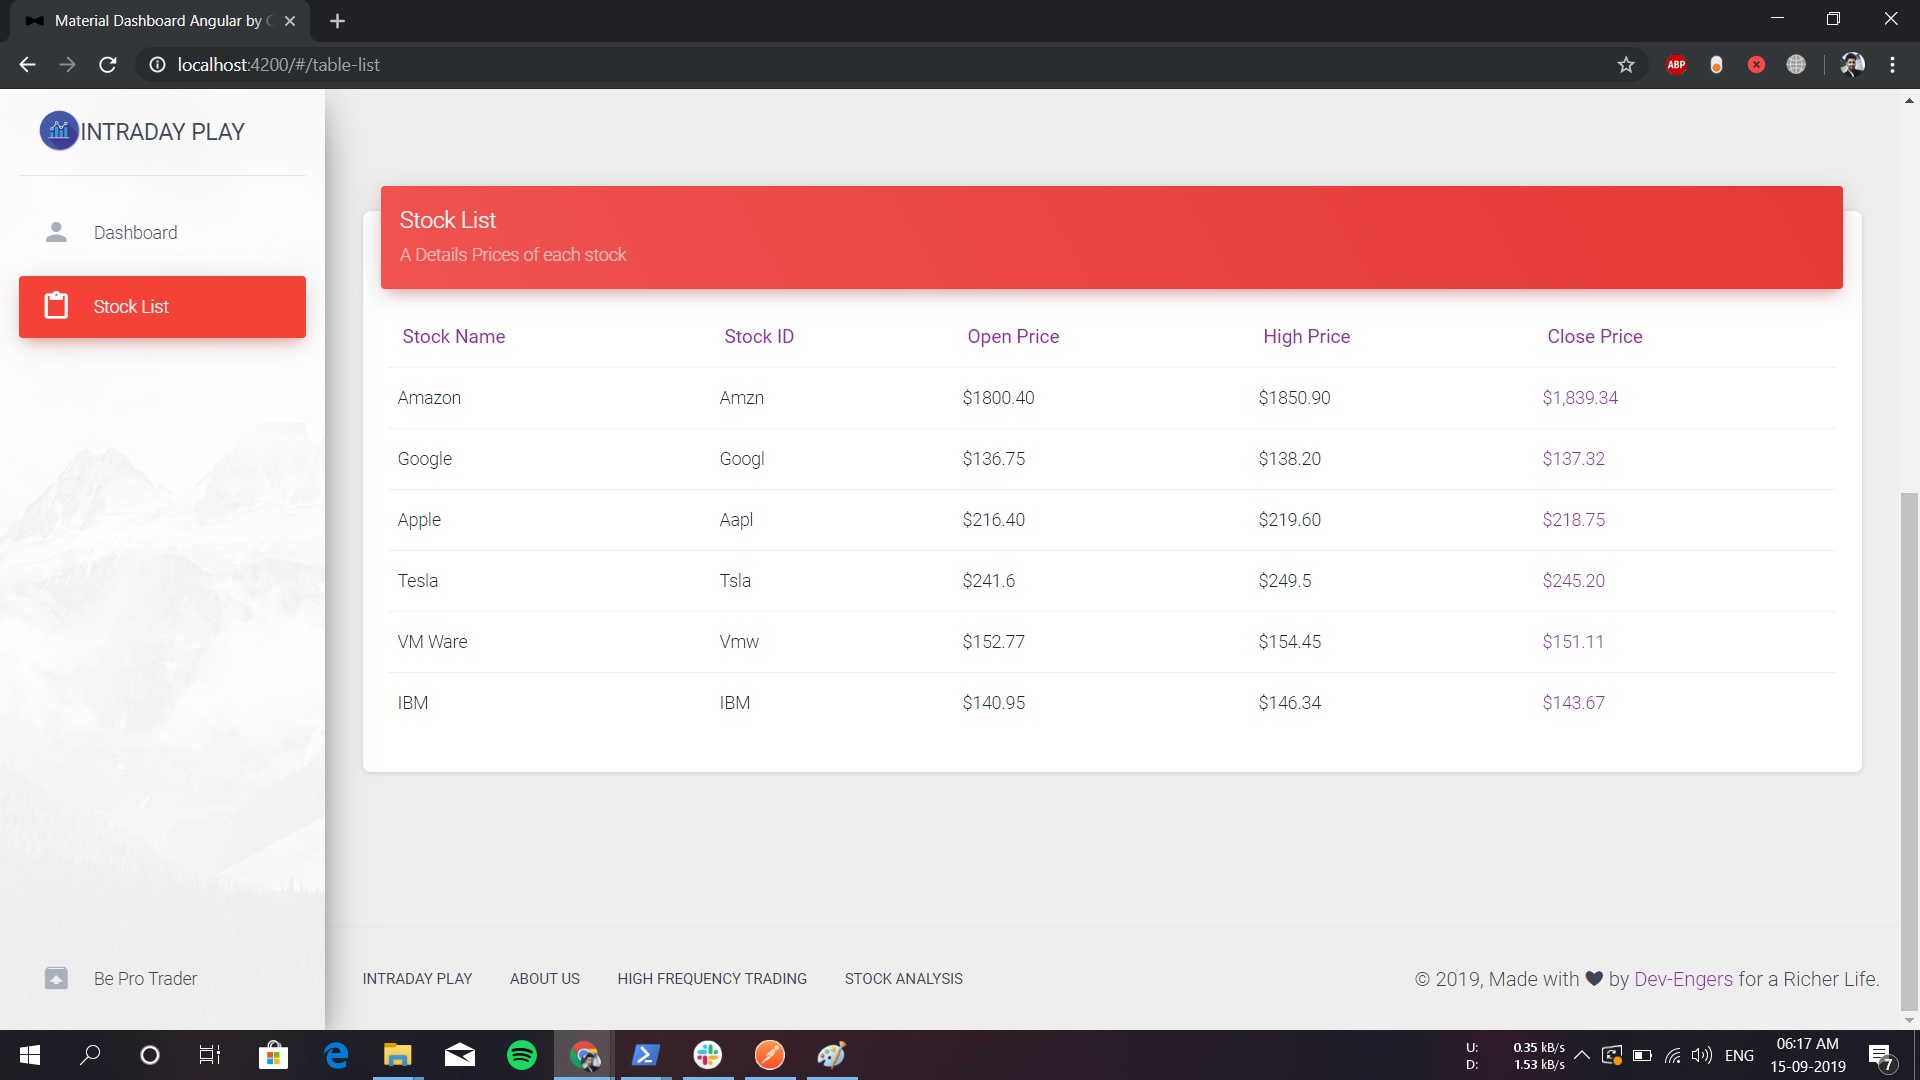 Material Dashboard Angular by C
localhost:4200/#/table-list
ABP
INTRADAY PLAY
Dashboard
Stock List
Be Pro Trader
Stock List
A Details Prices of each stock
Stock Name Stock ID Open Price High Price Close Price
Amazon Amzn $1800.40 $1850.90 $1,839.34
Google Googl $136.75 $138.20 $137.32
Apple Aapl $216.40 $219.60 $218.75
Tesla Tsla $241.6 $249.5 $245.20
VM Ware Vmw $152.77 $154.45 $151.11
IBM IBM $140.95 $146.34 $143.67
INTRADAY PLAY ABOUT US HIGH FREQUENCY TRADING STOCK ANALYSIS
© 2019, Made with by Dev-Engers for a Richer Life.
U: 0.35 kB/s
D: 1.53 kB/s
ENG
06:17 AM
15-09-2019
7